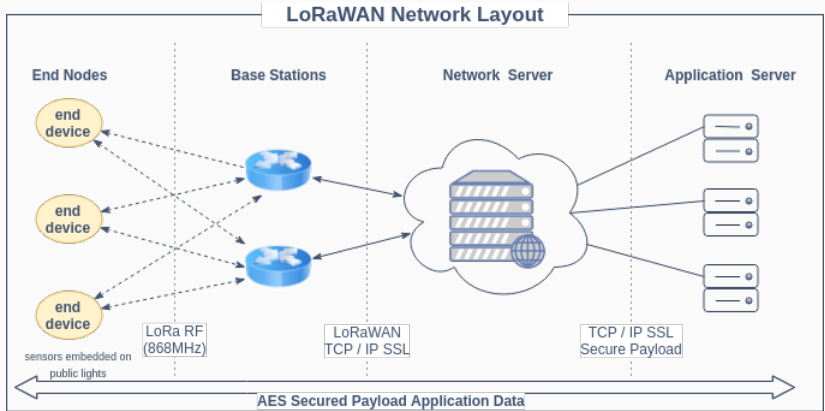 LoRaWAN Network Layout
End Nodes
Base Stations
Network Server
Application Server
end
device
end
device
end
device
LoRa RF
(868MHz)
LoRaWAN
TCP / IP SSL
TCP / IP SSL
Secure Payload
sensors embedded on
public lights
AES Secured Payload Application Data